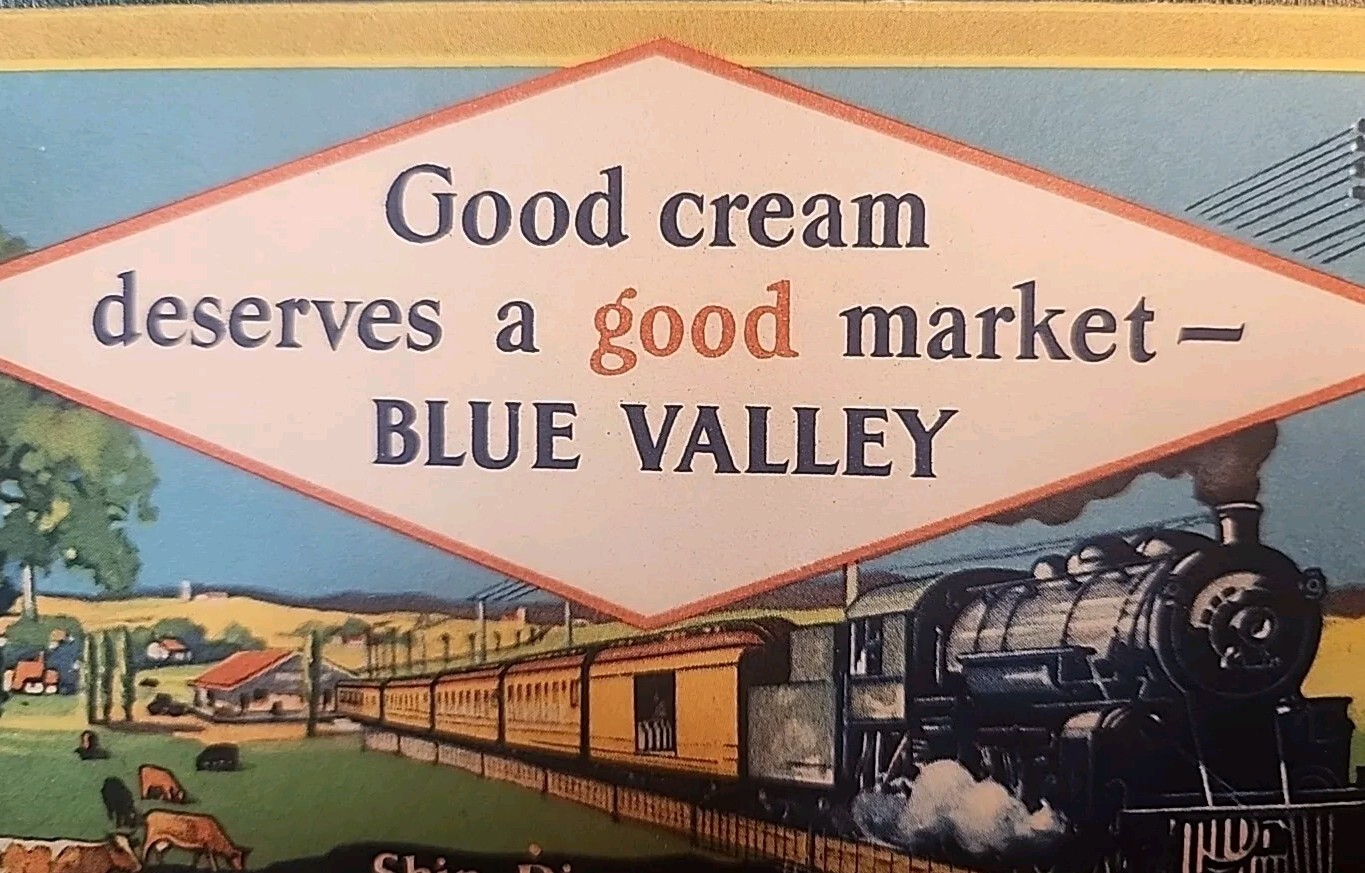 Good cream
deserves a good market –
BLUE VALLEY